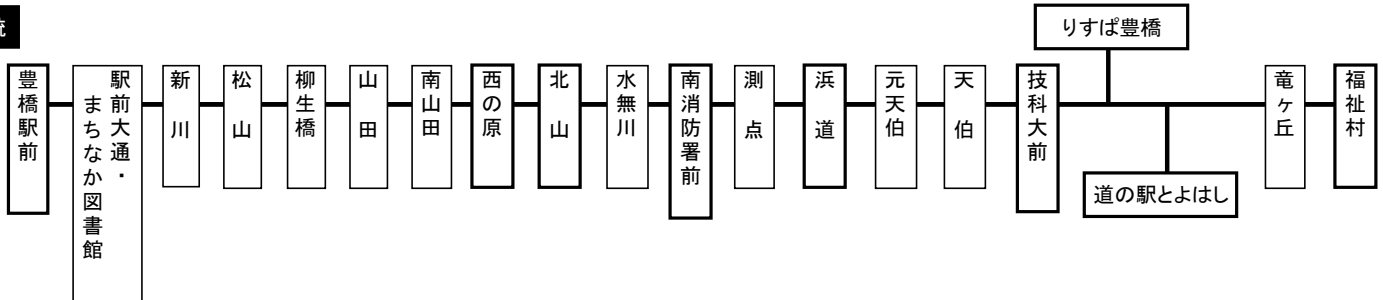 統
りすぱ豊橋
豊橋駅前
駅前大通・
まちなか図書館
新川
松山
柳生橋
山田
南山田
西の原
北山
水無川
南消防署前
測点
浜道
元天伯
天伯
技科大前
道の駅とよはし
竜ヶ丘
福祉村